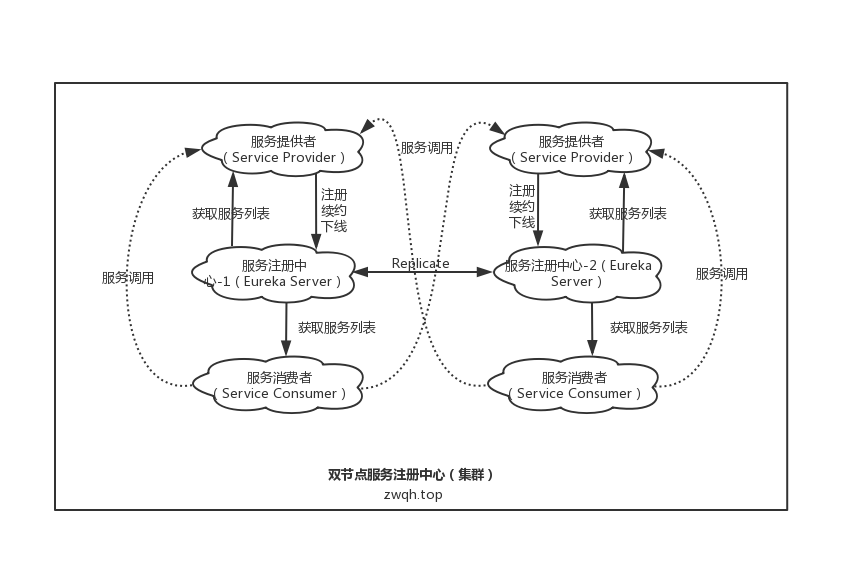 服务提供者
( Service Provider )
服务提供者
( Service Provider )
服务调用
注册
续约
下线
注册
续约
下线
获取服务列表
获取服务列表
服务注册中
心-1 ( Eureka Server )
Replicate
服务注册中心-2 ( Eureka
Server )
服务调用
服务调用
获取服务列表
获取服务列表
服务消费者
( Service Consumer )
服务消费者
( Service Consumer )
双节点服务注册中心 ( 集群 )
zwqh.top